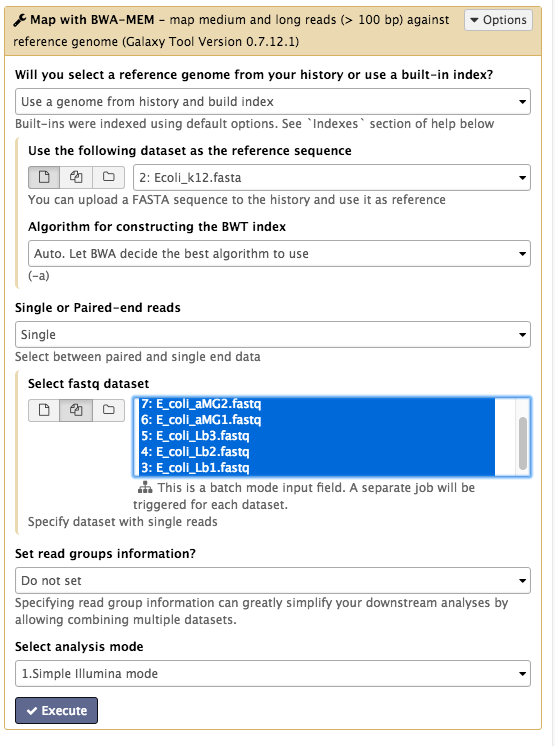 Map with BWA-MEM - map medium and long reads (> 100 bp) against
reference genome (Galaxy Tool Version 0.7.12.1)
Options
Will you select a reference genome from your history or use a built-in index?
Use a genome from history and build index
Built-ins were indexed using default options. See `Indexes` section of help below
Use the following dataset as the reference sequence
2: Ecoli_k12.fasta
You can upload a FASTA sequence to the history and use it as reference
Algorithm for constructing the BWT index
Auto. Let BWA decide the best algorithm to use
(-a)
Single or Paired-end reads
Single
Select between paired and single end data
Select fastq dataset
7: E_coli_aMG2.fastq
6: E_coli_aMG1.fastq
5: E_coli_Lb3.fastq
4: E_coli_Lb2.fastq
3: E_coli_Lb1.fastq
This is a batch mode input field. A separate job will be
triggered for each dataset.
Specify dataset with single reads
Set read groups information?
Do not set
Specifying read group information can greatly simplify your downstream analyses by
allowing combining multiple datasets.
Select analysis mode
1.Simple Illumina mode
Execute